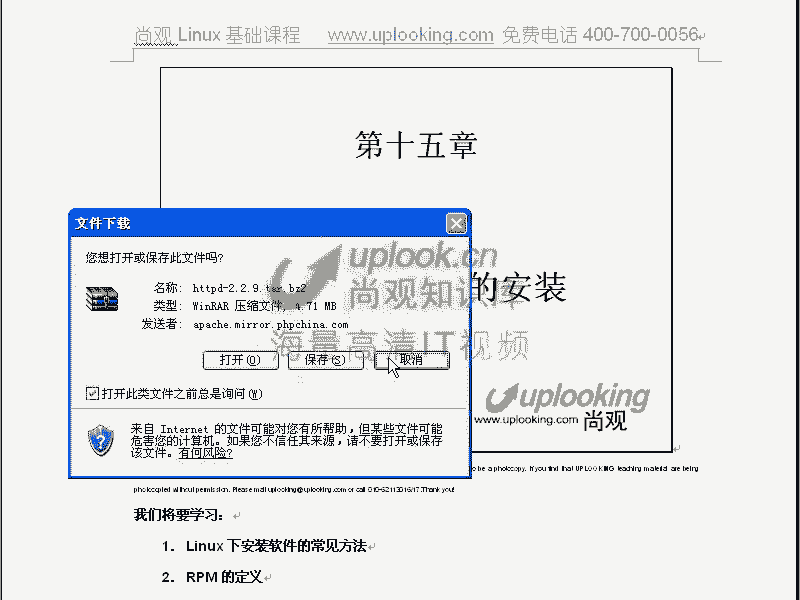 尚观 Linux 基础课程 www.uplooking.com 免费电话 400-700-0056
第十五章
文件下载
您想打开或保存此文件吗?
uplook.cn
名称: httpd-2.2.9.tar.bz2
尚观知识库
的安装
类型: WinRAR 压缩文件, 4.71 MB
发送者: apache.mirror.phpchina.com
海量高清IT视频
打开(O) 保存(S) 取消
打开此类文件之前总是询问(W)
uplooking
www.uplooking.com 尚观
来自 Internet 的文件可能对您有所帮助，但某些文件可能
危害您的计算机。如果您不信任其来源，请不要打开或保存
该文件。有何风险?
to be a photocopy. If you find that UPLOOKING teaching material are being
photocopied without permission. Please mail uplooking@uplooking.com or call 010-62113016/17.Thank you!
我们将要学习：
1. Linux 下安装软件的常见方法
2. RPM 的定义